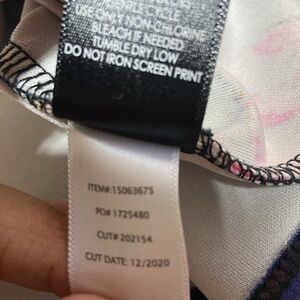 USE ONLY NON-CHLORINE
BLEACH IF NEEDED
TUMBLE DRY LOW
DO NOT IRON SCREEN PRINT
ITEM#:15063675
PO# 1725480
CUT# 202154
CUT DATE: 12/2020